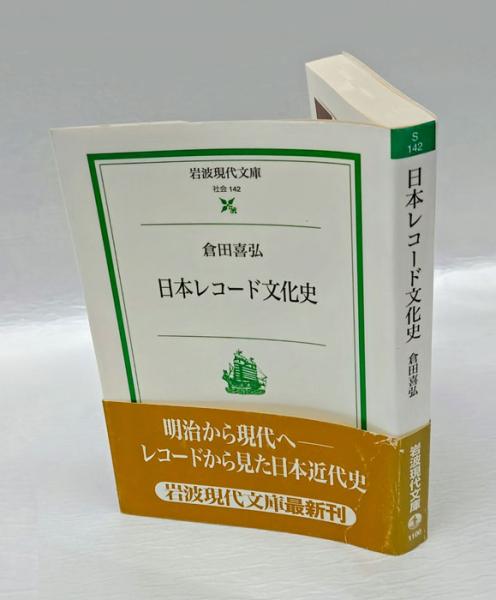 岩波現代文庫
社会 142
倉田喜弘
日本レコード文化史
明治から現代へ――
レコードから見た日本近代史
岩波現代文庫最新刊
S
142
日本レコード文化史
倉田喜弘
岩波現代文庫
1100